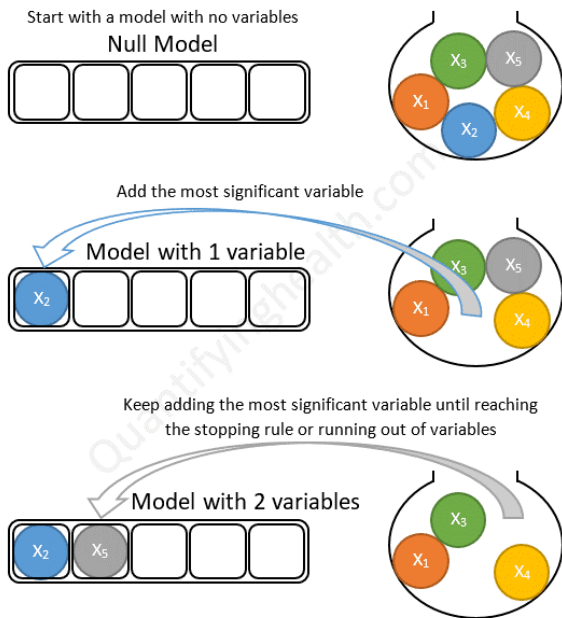 Start with a model with no variables
Null Model
X₃
X₅
X₁
X₄
X₂
Add the most significant variable
Model with 1 variable
X₂
X₃
X₅
X₁
X₄
Keep adding the most significant variable until reaching
the stopping rule or running out of variables
Model with 2 variables
X₂
X₅
X₃
X₁
X₄
Quantifyinghealth.com